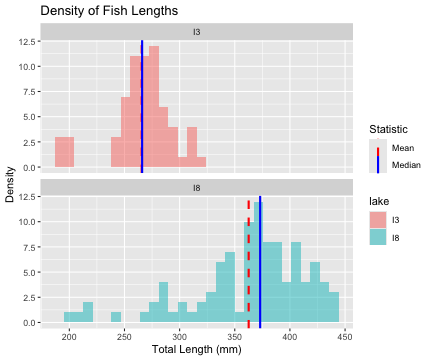 Density of Fish Lengths
I3
12.5
10.0
7.5
5.0
2.5
0.0
I8
12.5
10.0
7.5
5.0
2.5
0.0
200 250 300 350 400 450
Total Length (mm)
Density
Statistic
Mean
Median
lake
I3
I8